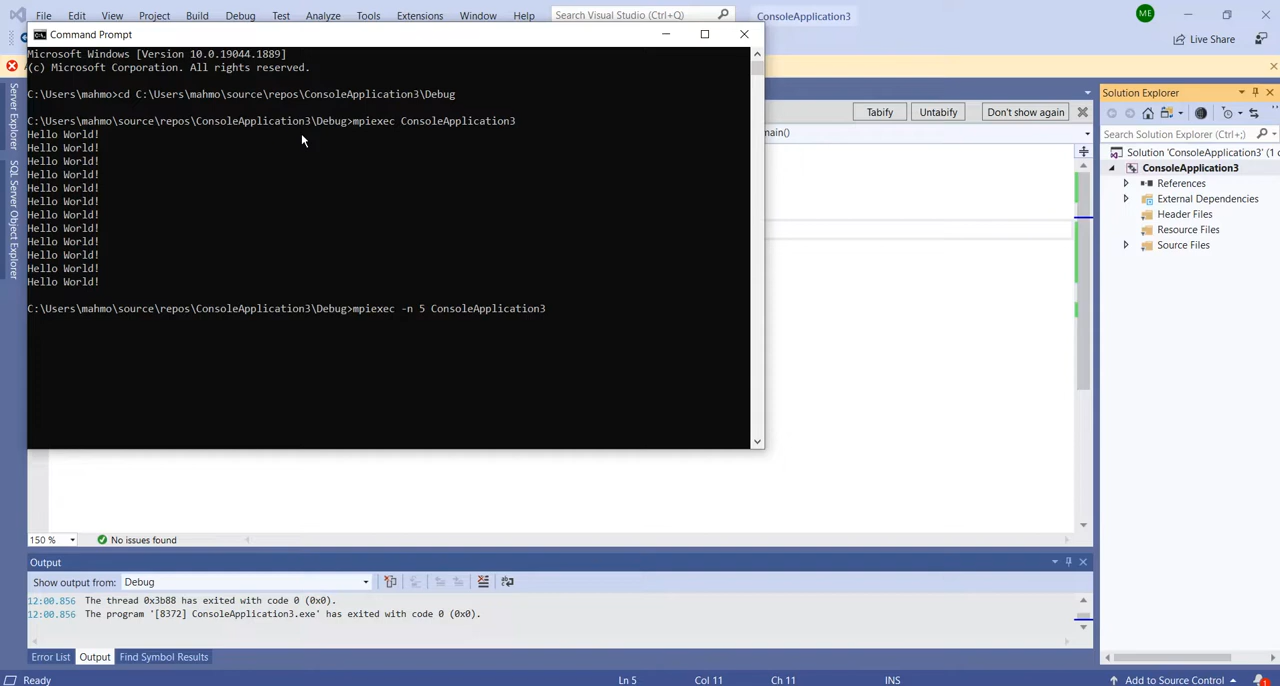 File Edit View Project Build Debug Test Analyze Tools Extensions Window Help Search Visual Studio (Ctrl+Q) ConsoleApplication3 ME
Live Share
Command Prompt
Microsoft Windows [Version 10.0.19044.1889]
(c) Microsoft Corporation. All rights reserved.
C:\Users\mahmo>cd C:\Users\mahmo\source\repos\ConsoleApplication3\Debug
C:\Users\mahmo\source\repos\ConsoleApplication3\Debug>mpiexec ConsoleApplication3
Hello World!
Hello World!
Hello World!
Hello World!
Hello World!
Hello World!
Hello World!
Hello World!
Hello World!
Hello World!
Hello World!
Hello World!
C:\Users\mahmo\source\repos\ConsoleApplication3\Debug>mpiexec -n 5 ConsoleApplication3
Server Explorer
SQL Server Object Explorer
Tabify Untabify Don't show again
main()
Solution Explorer
Search Solution Explorer (Ctrl+;)
Solution 'ConsoleApplication3' (1
ConsoleApplication3
References
External Dependencies
Header Files
Resource Files
Source Files
150 % No issues found
Output
Show output from: Debug
12:00.856 The thread 0x3b88 has exited with code 0 (0x0).
12:00.856 The program '[8372] ConsoleApplication3.exe' has exited with code 0 (0x0).
Error List Output Find Symbol Results
Ready Ln 5 Col 11 Ch 11 INS Add to Source Control 1